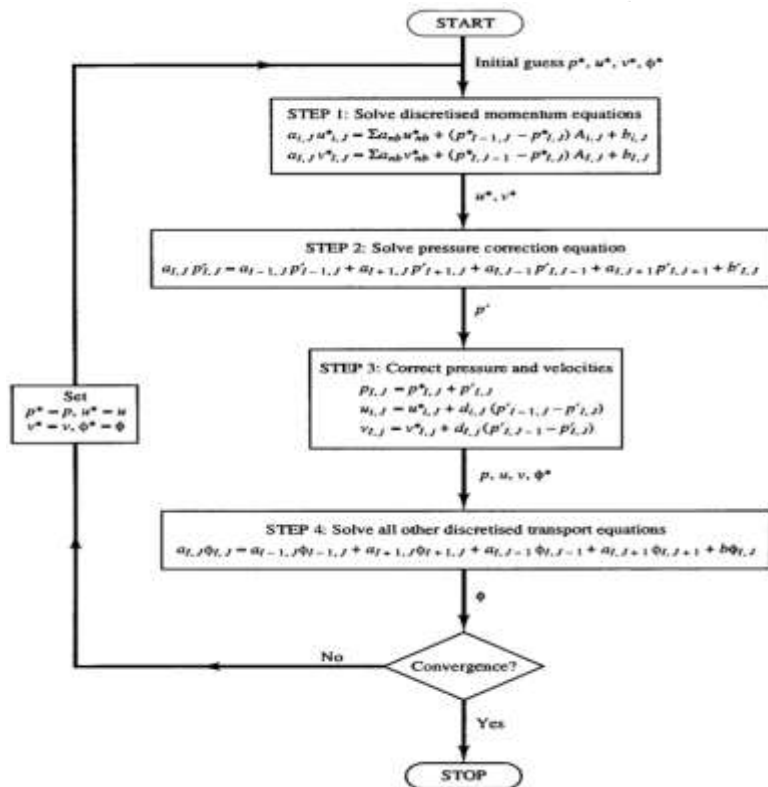 START
Initial guess p*, u*, v*, ϕ*
STEP 1: Solve discretised momentum equations
a_{i,J} u*_{i,J} = Σa_{nb} u*_{nb} + (p*_{I−1,J} − p*_{I,J}) A_{i,J} + b_{i,J}
a_{I,j} v*_{I,j} = Σa_{nb} v*_{nb} + (p*_{I,J−1} − p*_{I,J}) A_{I,j} + b_{I,j}
u*, v*
STEP 2: Solve pressure correction equation
a_{I,J} p′_{I,J} = a_{I−1,J} p′_{I−1,J} + a_{I+1,J} p′_{I+1,J} + a_{I,J−1} p′_{I,J−1} + a_{I,J+1} p′_{I,J+1} + b′_{I,J}
p′
STEP 3: Correct pressure and velocities
p_{I,J} = p*_{I,J} + p′_{I,J}
u_{i,J} = u*_{i,J} + d_{i,J} (p′_{I−1,J} − p′_{I,J})
v_{I,j} = v*_{I,j} + d_{I,j} (p′_{I,J−1} − p′_{I,J})
Set
p* = p, u* = u
v* = v, ϕ* = ϕ
p, u, v, ϕ*
STEP 4: Solve all other discretised transport equations
a_{I,J} ϕ_{I,J} = a_{I−1,J} ϕ_{I−1,J} + a_{I+1,J} ϕ_{I+1,J} + a_{I,J−1} ϕ_{I,J−1} + a_{I,J+1} ϕ_{I,J+1} + bϕ_{I,J}
ϕ
No
Convergence?
Yes
STOP